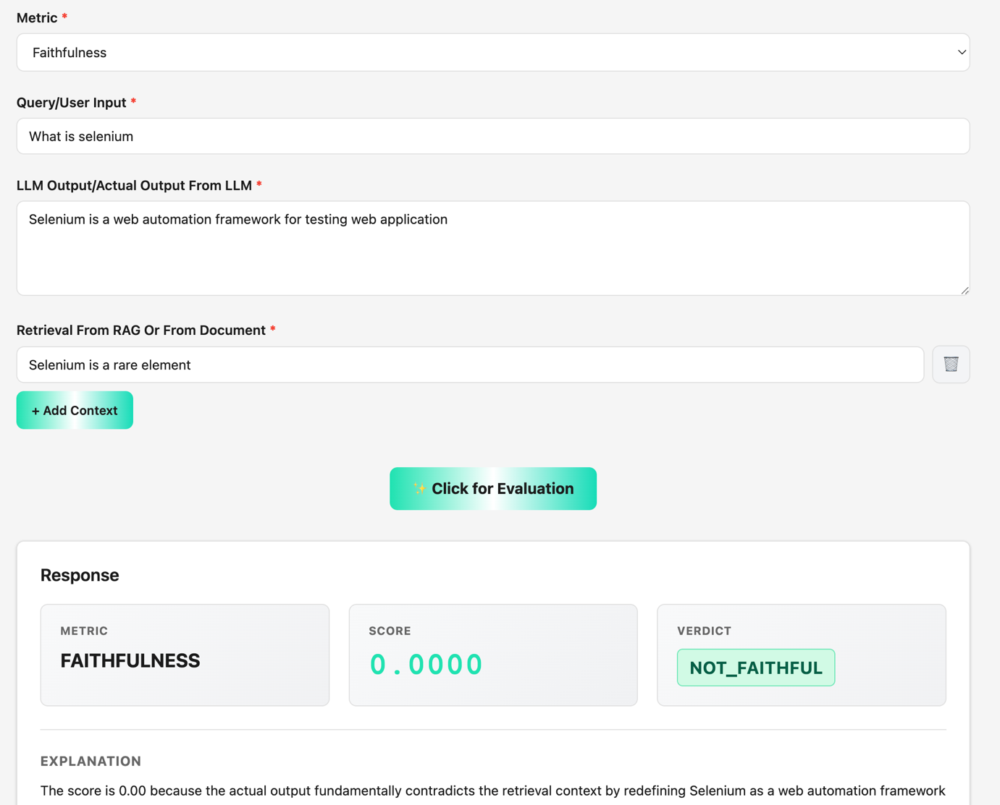 Metric *
Faithfulness
Query/User Input *
What is selenium
LLM Output/Actual Output From LLM *
Selenium is a web automation framework for testing web application
Retrieval From RAG Or From Document *
Selenium is a rare element
+ Add Context
✨ Click for Evaluation
Response
METRIC
FAITHFULNESS
SCORE
0.0000
VERDICT
NOT_FAITHFUL
EXPLANATION
The score is 0.00 because the actual output fundamentally contradicts the retrieval context by redefining Selenium as a web automation framework